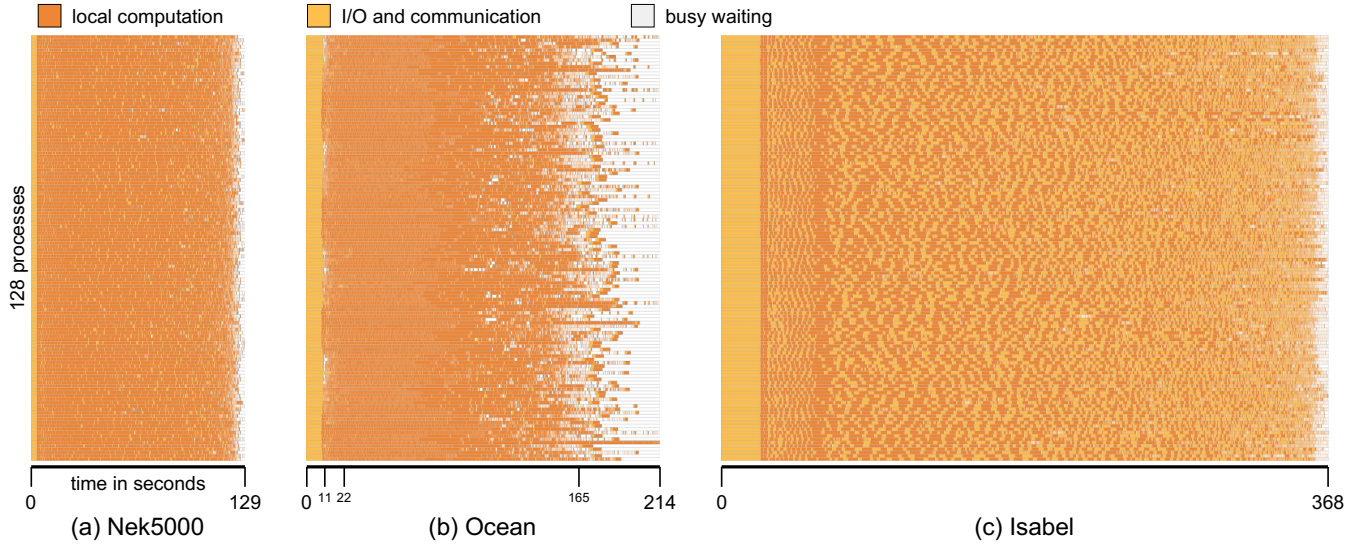 local computation
I/O and communication
busy waiting
128 processes
0 time in seconds 129
0 11 22 165 214
0 368
(a) Nek5000
(b) Ocean
(c) Isabel